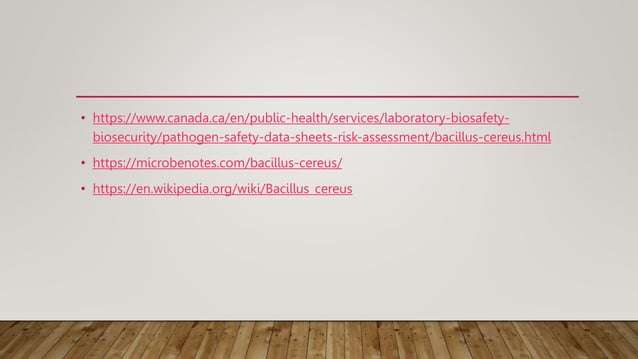 • https://www.canada.ca/en/public-health/services/laboratory-biosafety-
biosecurity/pathogen-safety-data-sheets-risk-assessment/bacillus-cereus.html
• https://microbenotes.com/bacillus-cereus/
• https://en.wikipedia.org/wiki/Bacillus_cereus